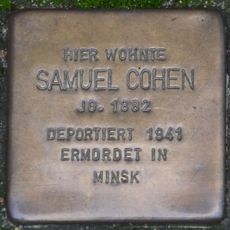 HIER WOHNTE
SAMUEL COHEN
JG. 1882
DEPORTIERT 1941
ERMORDET IN
MINSK